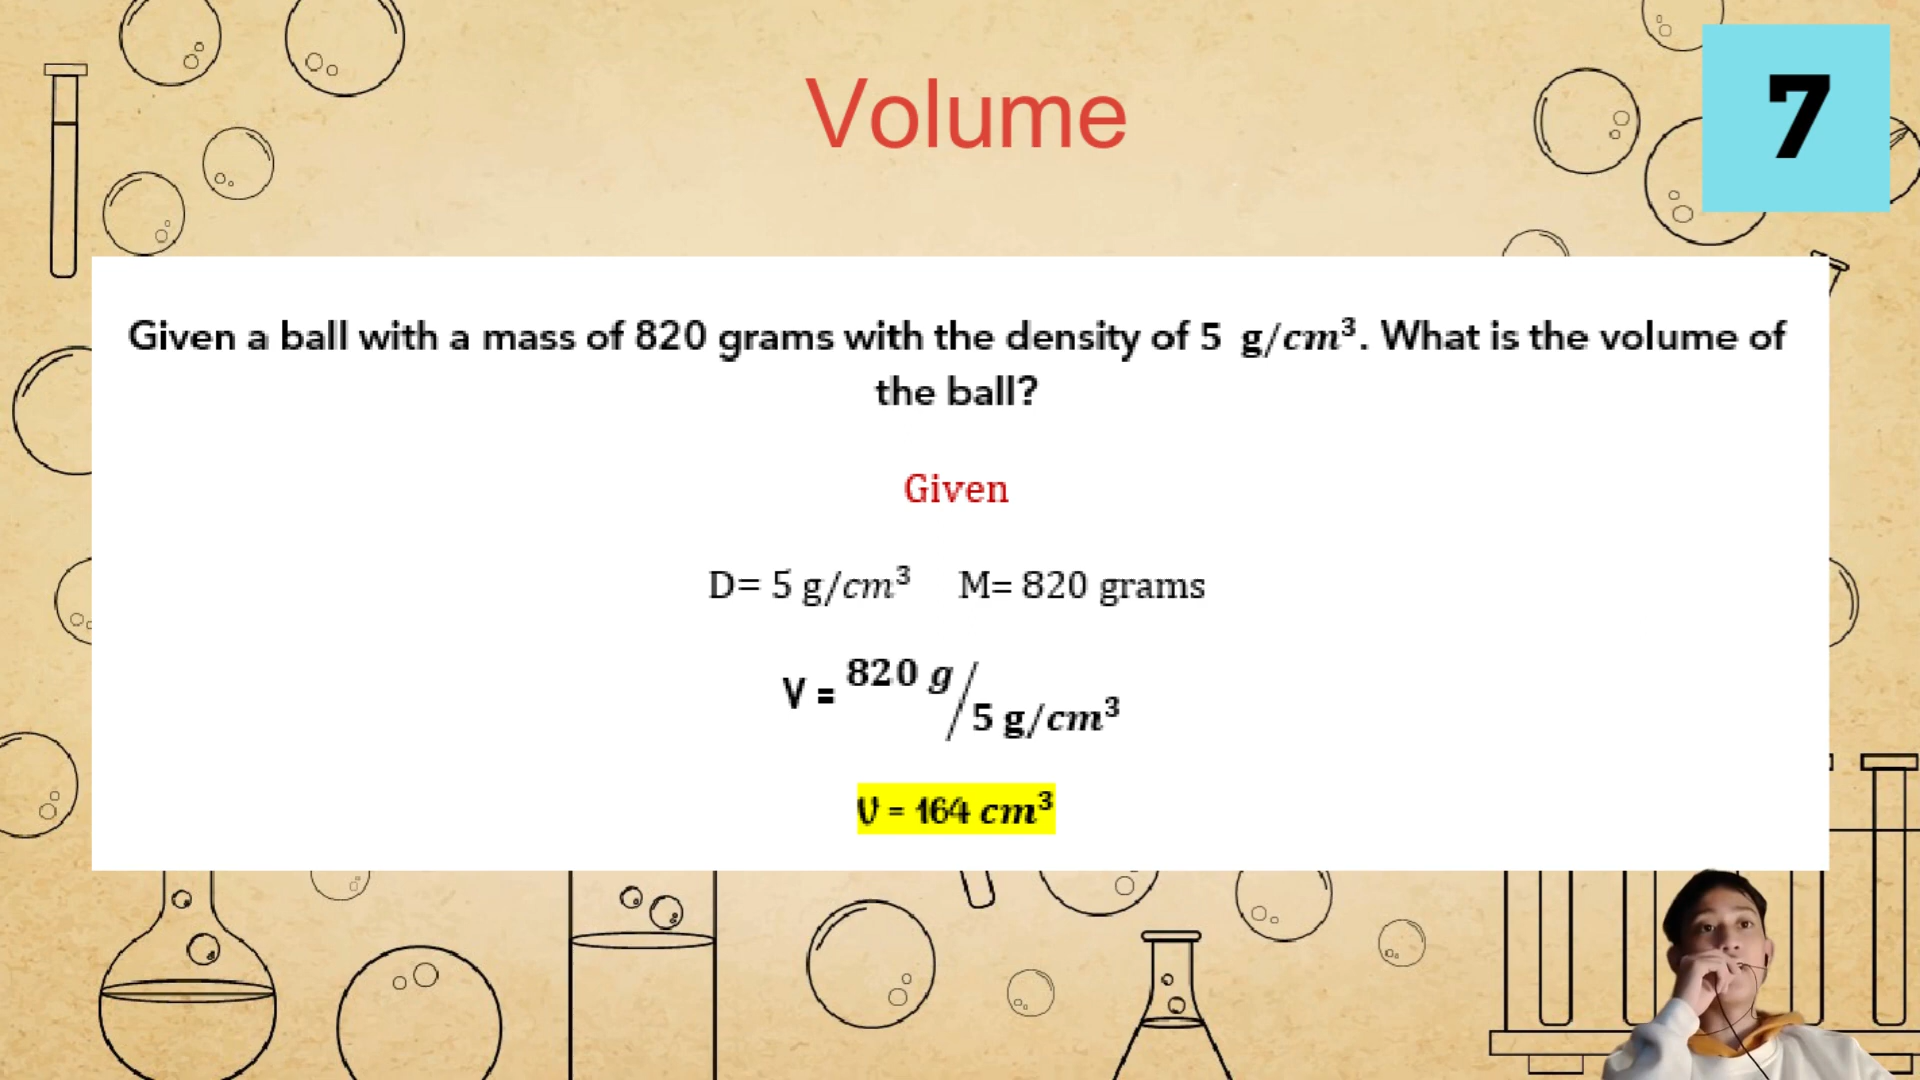 Volume
7
Given a ball with a mass of 820 grams with the density of 5 g/cm³. What is the volume of
the ball?
Given
D= 5 g/cm³ M= 820 grams
V = 820 g/5 g/cm³
V = 164 cm³